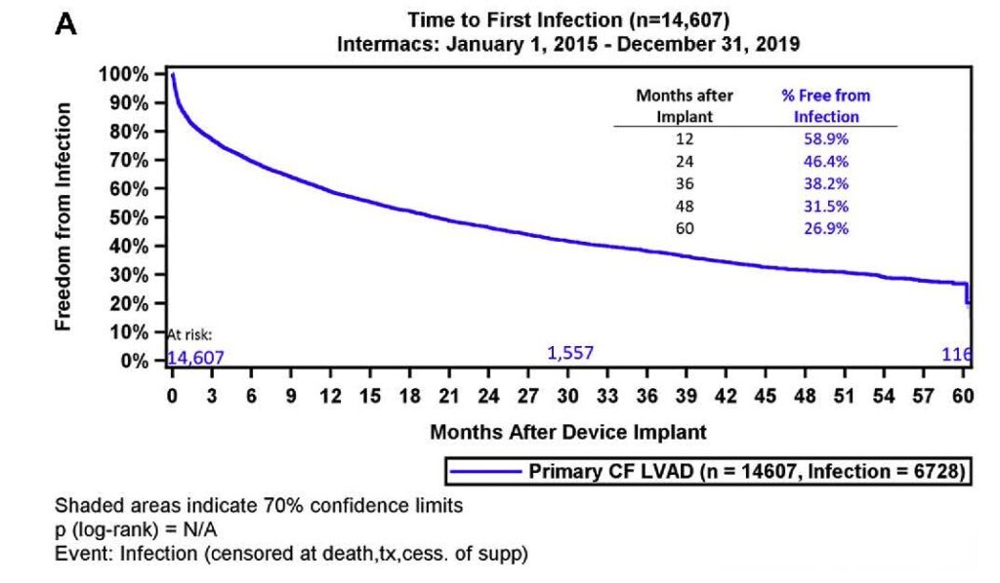 A
Time to First Infection (n=14,607)
Intermacs: January 1, 2015 - December 31, 2019
Freedom from Infection
100%
90%
80%
70%
60%
50%
40%
30%
20%
10%
0%
Months after Implant % Free from Infection
12 58.9%
24 46.4%
36 38.2%
48 31.5%
60 26.9%
At risk:
14,607 1,557 116
0 3 6 9 12 15 18 21 24 27 30 33 36 39 42 45 48 51 54 57 60
Months After Device Implant
Primary CF LVAD (n = 14607, Infection = 6728)
Shaded areas indicate 70% confidence limits
p (log-rank) = N/A
Event: Infection (censored at death,tx,cess. of supp)